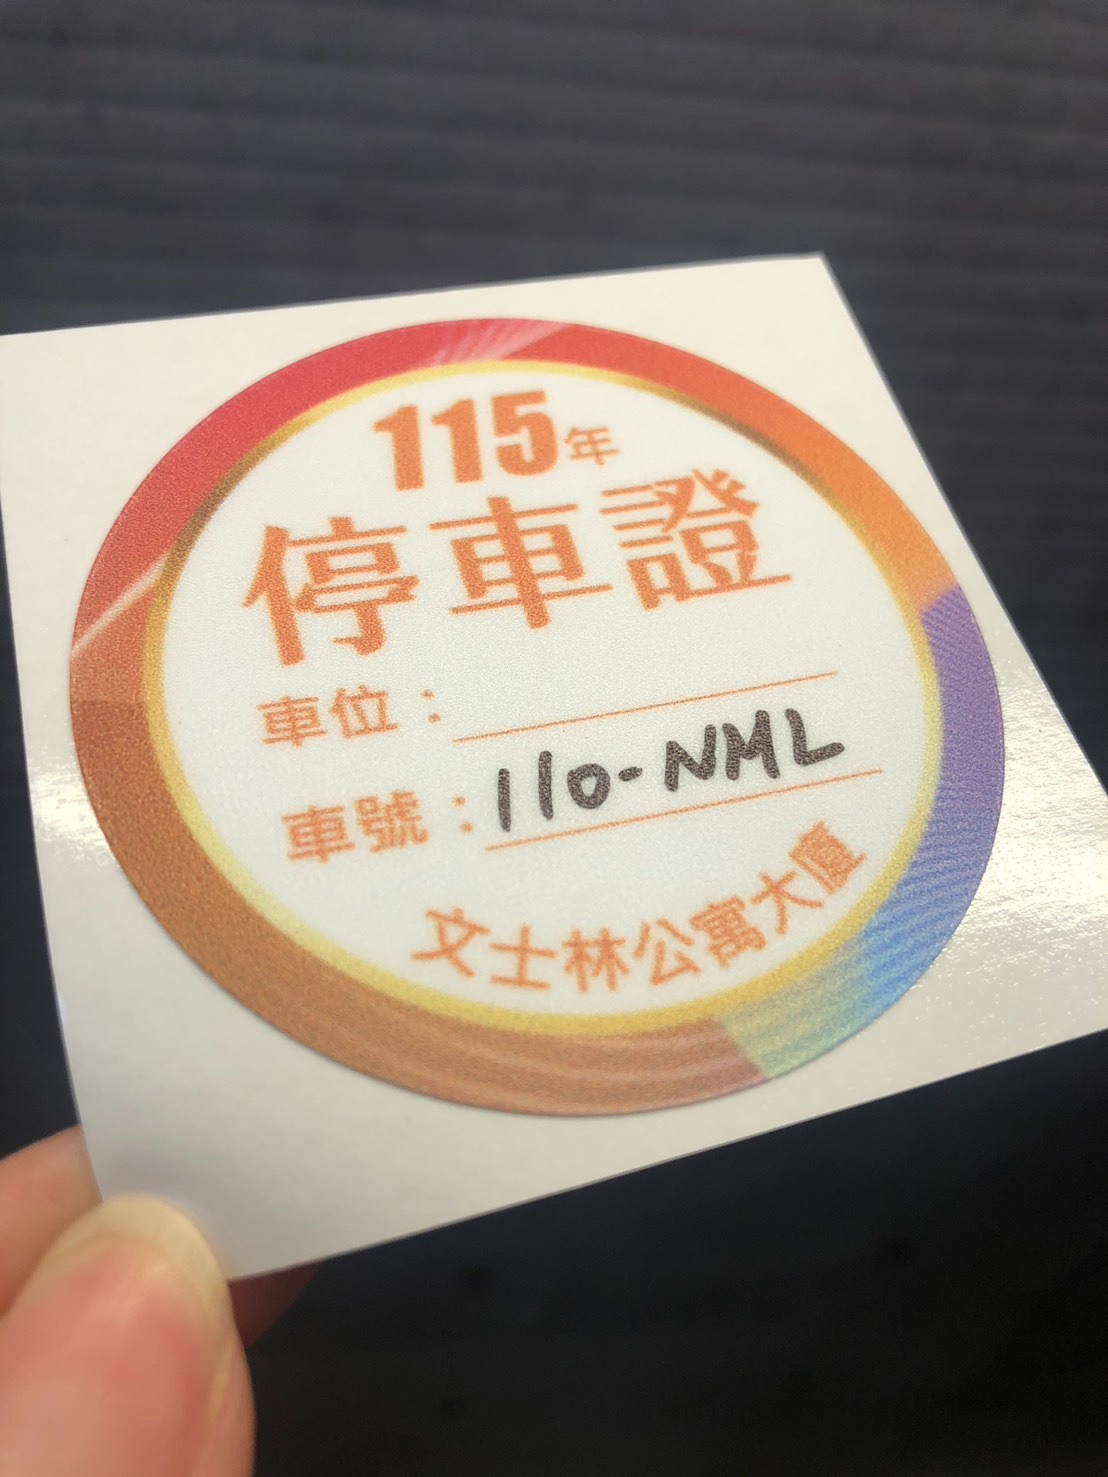 115年
停車證
車位：
車號：110-NML
文士林公寓大廈